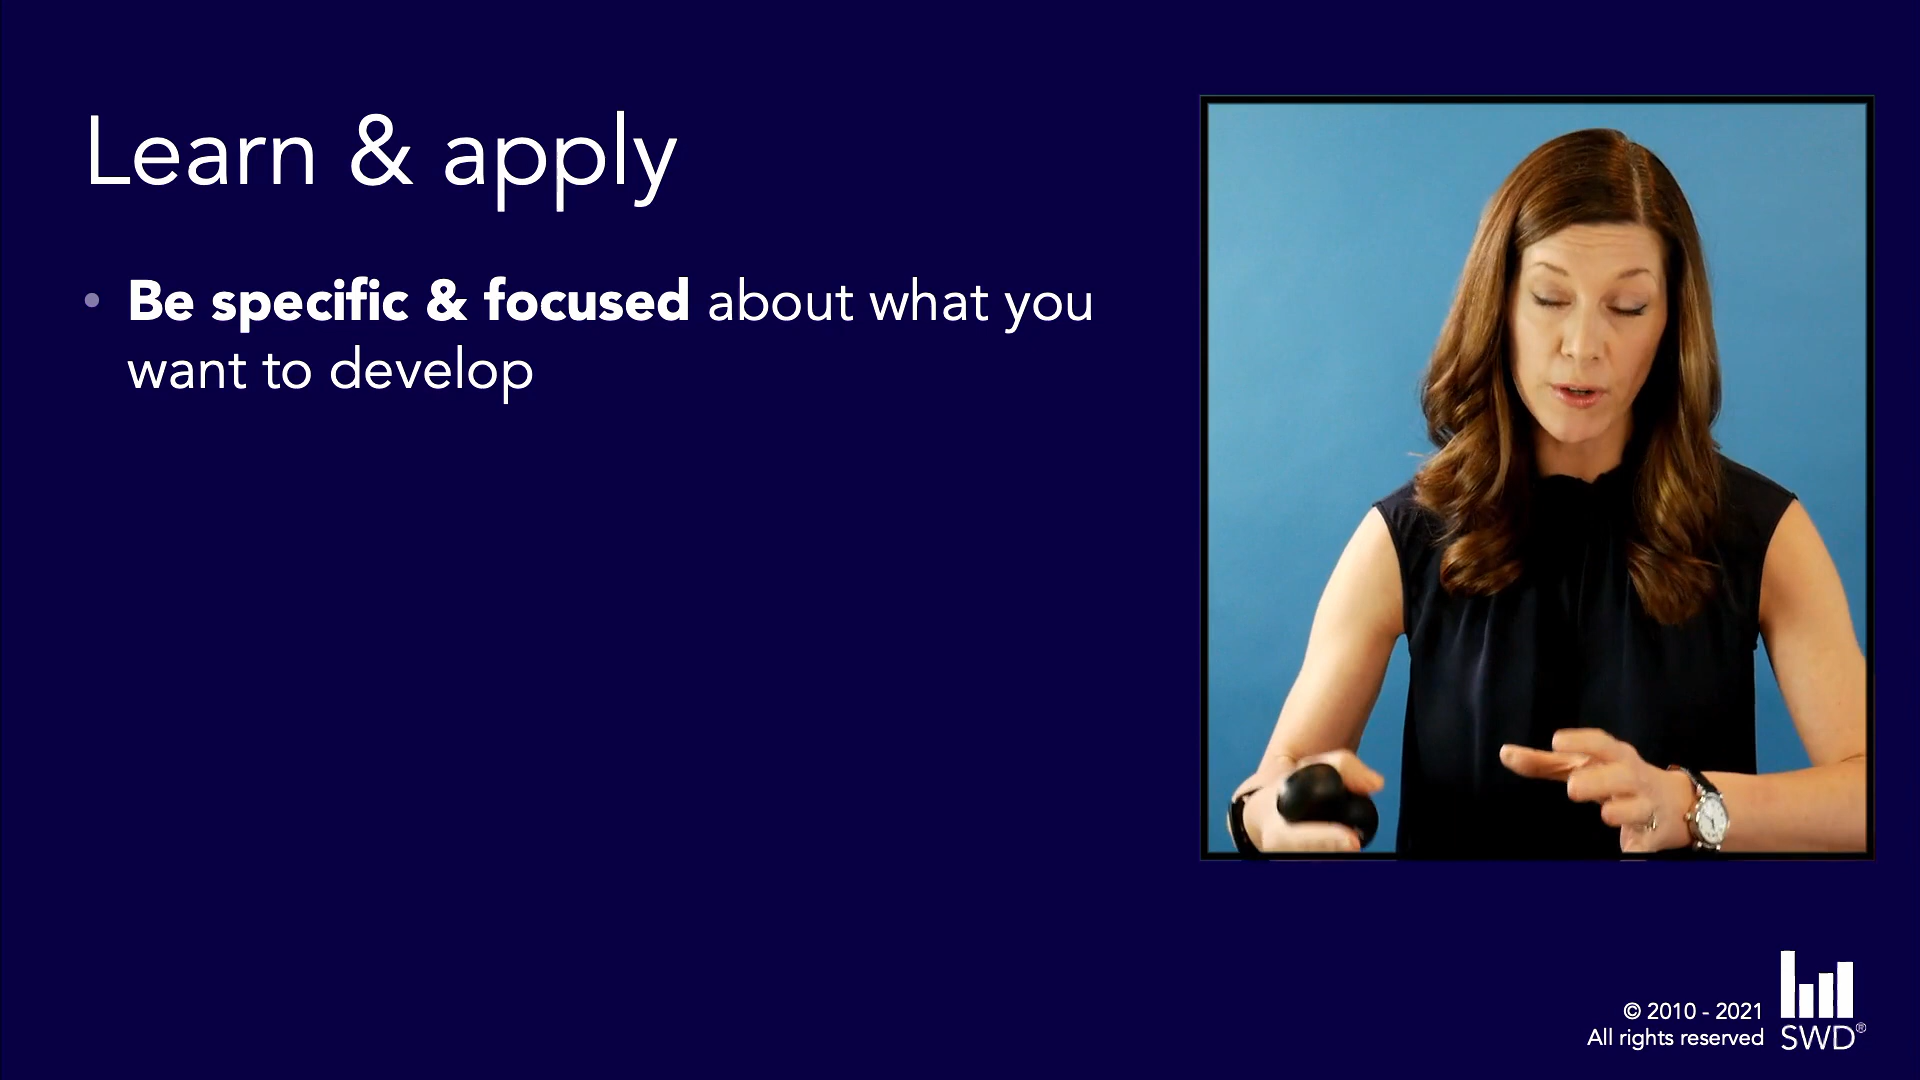 Learn & apply
• Be specific & focused about what you
want to develop
© 2010 - 2021
All rights reserved
SWD®